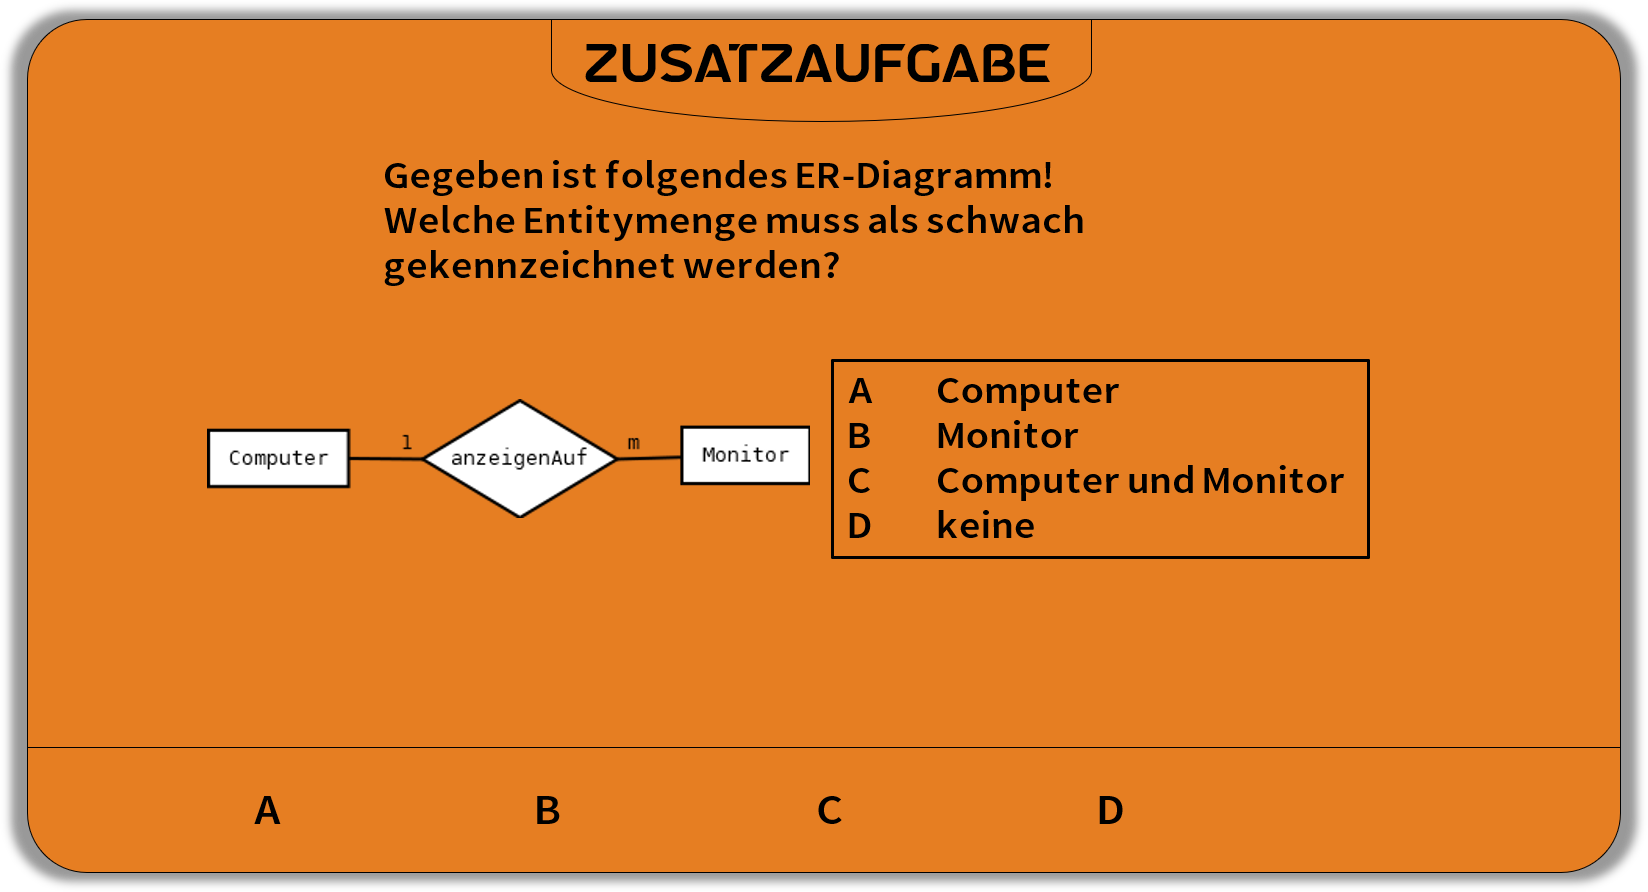 ZUSATZAUFGABE
Gegeben ist folgendes ER-Diagramm!
Welche Entitymenge muss als schwach
gekennzeichnet werden?
Computer 1 anzeigenAuf m Monitor
A Computer
B Monitor
C Computer und Monitor
D keine
A B C D